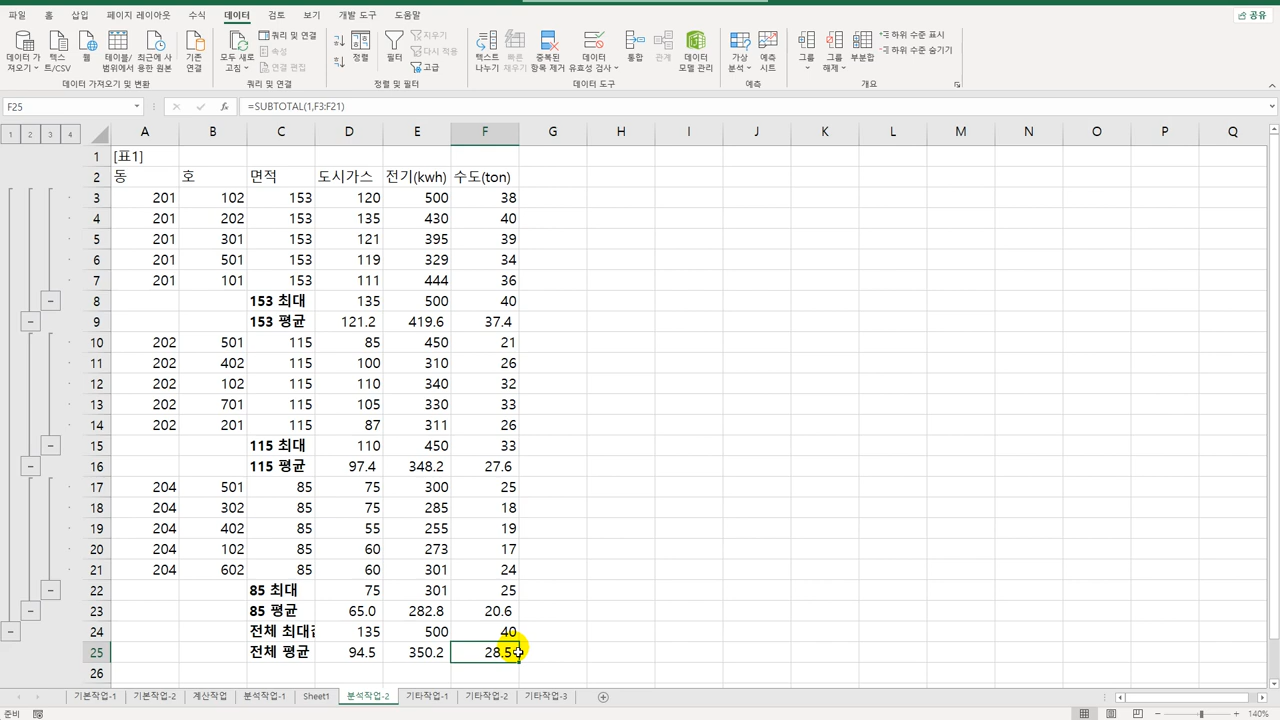 파일 홈 삽입 페이지 레이아웃 수식 데이터 검토 보기 개발 도구 도움말 공유
데이터 가져오기 텍스트/CSV 웹 테이블/범위에서 최근에 사용한 원본 기존 연결 모두 새로 고침 쿼리 및 연결 속성 연결 편집 정렬 필터 지우기 다시 적용 고급 텍스트 나누기 빠른 채우기 중복된 항목 제거 데이터 유효성 검사 통합 관계 데이터 모델 관리 가상 분석 예측 시트 그룹 그룹 해제 부분합 하위 수준 표시 하위 수준 숨기기
데이터 가져오기 및 변환 쿼리 및 연결 정렬 및 필터 데이터 도구 예측 개요
F25 fx =SUBTOTAL(1,F3:F21)
1 2 3 4 A B C D E F G H I J K L M N O P Q
1 [표1]
2 동 호 면적 도시가스 전기(kwh) 수도(ton)
3 201 102 153 120 500 38
4 201 202 153 135 430 40
5 201 301 153 121 395 39
6 201 501 153 119 329 34
7 201 101 153 111 444 36
8 153 최대 135 500 40
9 153 평균 121.2 419.6 37.4
10 202 501 115 85 450 21
11 202 402 115 100 310 26
12 202 102 115 110 340 32
13 202 701 115 105 330 33
14 202 201 115 87 311 26
15 115 최대 110 450 33
16 115 평균 97.4 348.2 27.6
17 204 501 85 75 300 25
18 204 302 85 75 285 18
19 204 402 85 55 255 19
20 204 102 85 60 273 17
21 204 602 85 60 301 24
22 85 최대 75 301 25
23 85 평균 65.0 282.8 20.6
24 전체 최대 135 500 40
25 전체 평균 94.5 350.2 28.5
26
기본작업-1 기본작업-2 계산작업 분석작업-1 Sheet1 분석작업-2 기타작업-1 기타작업-2 기타작업-3
준비 140%